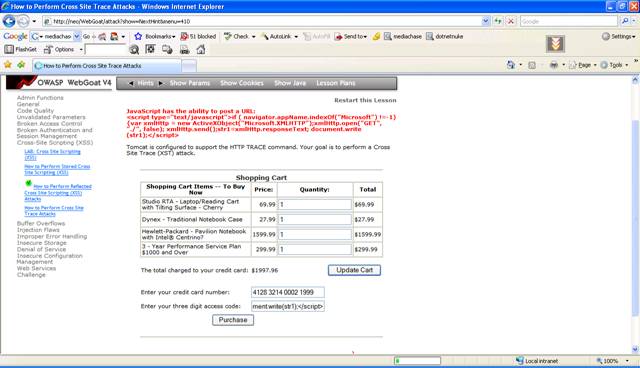 How to Perform Cross Site Trace Attacks - Windows Internet Explorer
http://neo/WebGoat/attack?show=NextHint&menu=410
Google
Google mediachase Go Bookmarks 51 blocked Check AutoLink AutoFill Send to mediachase dotnetnuke Settings
FlashGet Options
How to Perform Cross Site Trace Attacks Page Tools
OWASP WebGoat V4 Hints Show Params Show Cookies Show Java Lesson Plans
Restart this Lesson
Admin Functions
General
Code Quality
Unvalidated Parameters
Broken Access Control
Broken Authentication and
Session Management
Cross-Site Scripting (XSS)
LAB: Cross Site Scripting
(XSS)
How to Perform Stored
Cross Site Scripting
(XSS)
How to Perform Reflected
Cross Site Scripting (XSS)
Attacks
How to Perform Cross Site
Trace Attacks
Buffer Overflows
Injection Flaws
Improper Error Handling
Insecure Storage
Denial of Service
Insecure Configuration
Management
Web Services
Challenge
JavaScript has the ability to post a URL:
<script type="text/javascript">if ( navigator.appName.indexOf("Microsoft") !=-1)
{var xmlHttp = new ActiveXObject("Microsoft.XMLHTTP");xmlHttp.open("GET",
"./", false); xmlHttp.send();str1=xmlHttp.responseText; document.write
(str1);}</script>
Tomcat is configured to support the HTTP TRACE command. Your goal is to perform a Cross
Site Trace (XST) attack.
Shopping Cart
Shopping Cart Items -- To Buy Now Price: Quantity: Total
Studio RTA - Laptop/Reading Cart with Tilting Surface - Cherry 69.99 1 $69.99
Dynex - Traditional Notebook Case 27.99 1 $27.99
Hewlett-Packard - Pavilion Notebook with Intel® Centrino? 1599.99 1 $1599.99
3 - Year Performance Service Plan $1000 and Over 299.99 1 $299.99
The total charged to your credit card: $1997.96 Update Cart
Enter your credit card number: 4128 3214 0002 1999
Enter your three digit access code: ment.write(str1);}</script>
Purchase
Local intranet 100%